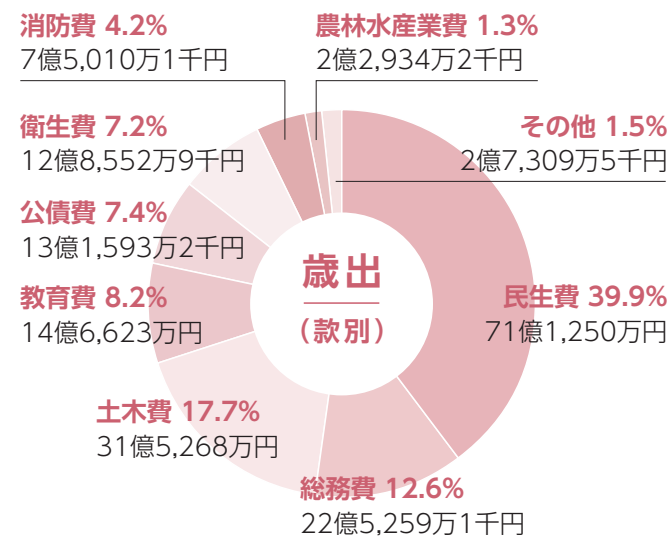 消防費 4.2%
7億5,010万1千円
農林水産業費 1.3%
2億2,934万2千円
衛生費 7.2%
12億8,552万9千円
その他 1.5%
2億7,309万5千円
公債費 7.4%
13億1,593万2千円
歳出
（款別）
教育費 8.2%
14億6,623万円
民生費 39.9%
71億1,250万円
土木費 17.7%
31億5,268万円
総務費 12.6%
22億5,259万1千円